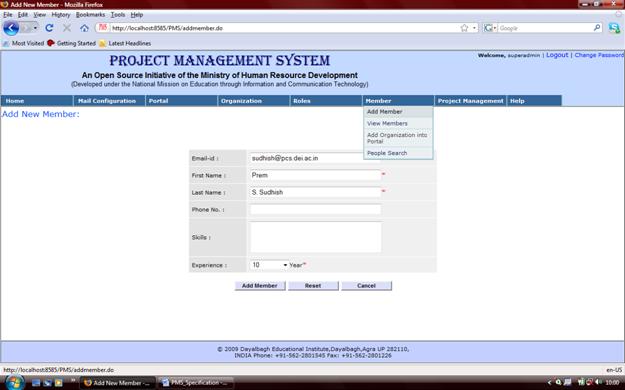 Add New Member - Mozilla Firefox
File Edit View History Bookmarks Tools Help
http://localhost:8585/PMS/addmember.do
Google
Most Visited Getting Started Latest Headlines
PROJECT MANAGEMENT SYSTEM
Welcome, superadmin | Logout | Change Password
An Open Source Initiative of the Ministry of Human Resource Development
(Developed under the National Mission on Education through Information and Communication Technology)
Home Mail Configuration Portal Organization Roles Member Project Management Help
Add New Member:
Add Member
View Members
Add Organization into
Portal
People Search
Email-id : sudhish@pcs.dei.ac.in
First Name : Prem *
Last Name : S. Sudhish *
Phone No. :
Skills :
Experience : 10 Year*
Add Member Reset Cancel
© 2009 Dayalbagh Educational Institute,Dayalbagh,Agra UP 282110,
INDIA Phone: +91-562-2801545 Fax: +91-562-2801226
http://localhost:8585/PMS/addmember.do en-US
Add New Member -... PMS_Specification -... 10:00